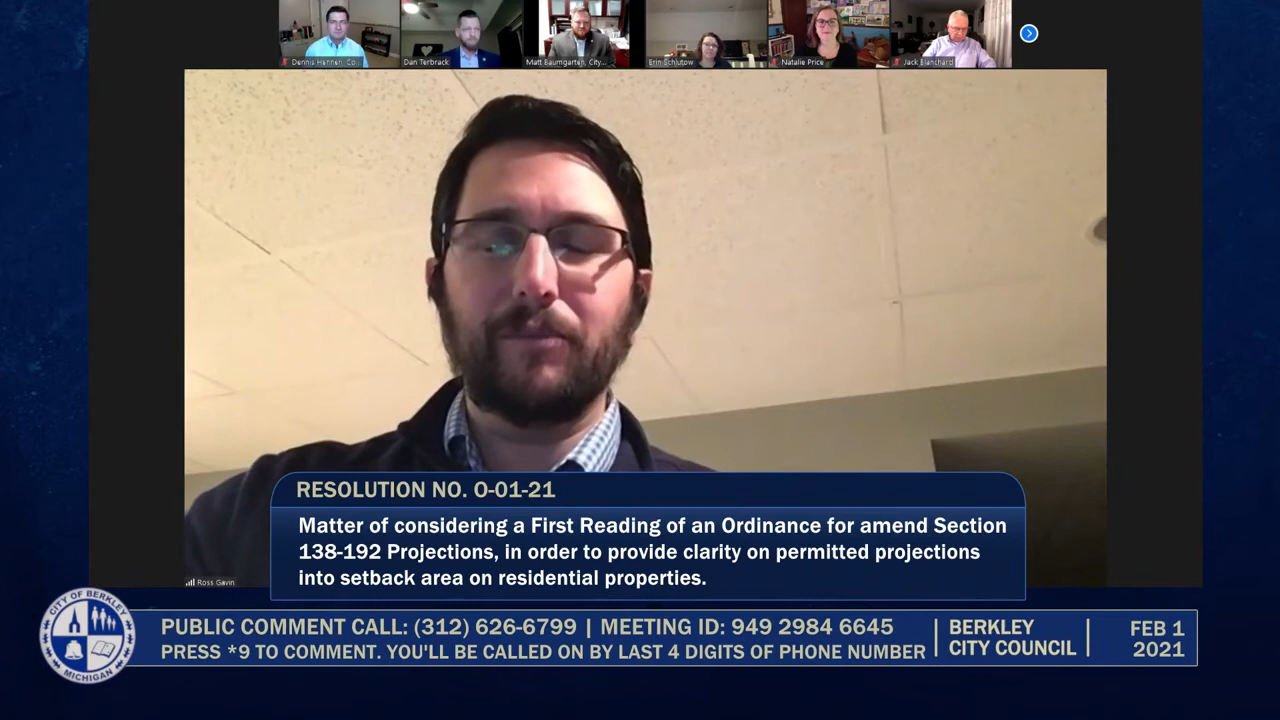 Dennis Hennen, Co...
Dan Terbrack
Matt Baumgarten, City...
Erin Schlutow
Natalie Price
Jack Blanchard
RESOLUTION NO. O-01-21
Matter of considering a First Reading of an Ordinance for amend Section
138-192 Projections, in order to provide clarity on permitted projections
into setback area on residential properties.
Ross Gavin
CITY OF BERKLEY
MICHIGAN
PUBLIC COMMENT CALL: (312) 626-6799 | MEETING ID: 949 2984 6645
PRESS *9 TO COMMENT. YOU'LL BE CALLED ON BY LAST 4 DIGITS OF PHONE NUMBER
BERKLEY
CITY COUNCIL
FEB 1
2021